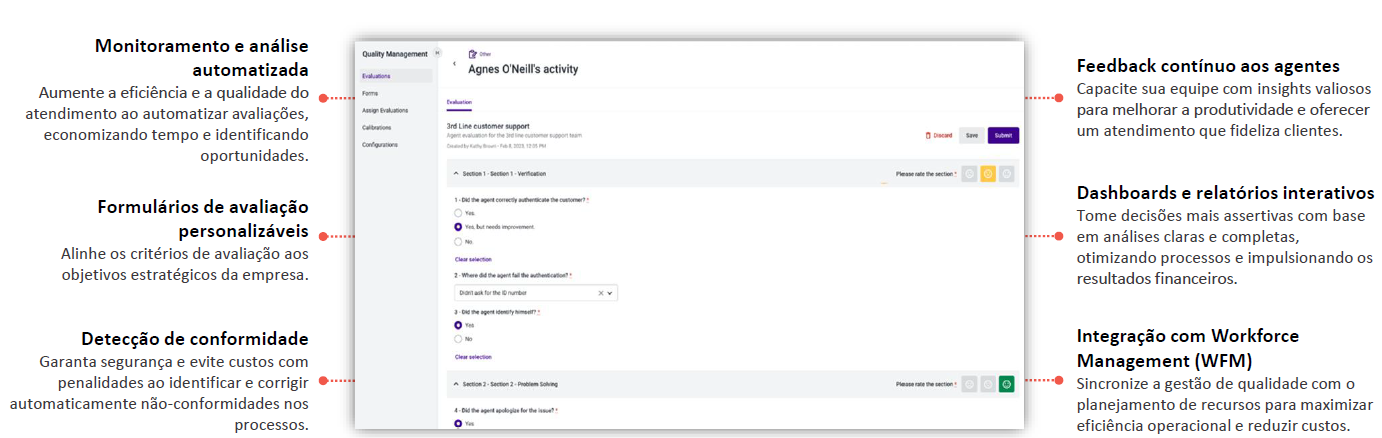 Monitoramento e análise
automatizada
Aumente a eficiência e a qualidade do
atendimento ao automatizar avaliações,
economizando tempo e identificando
oportunidades.
Formulários de avaliação
personalizáveis
Alinhe os critérios de avaliação aos
objetivos estratégicos da empresa.
Detecção de conformidade
Garanta segurança e evite custos com
penalidades ao identificar e corrigir
automaticamente não-conformidades nos
processos.
Quality Management
Evaluations
Forms
Assign Evaluations
Calibrations
Configurations
Other
Agnes O'Neill's activity
Evaluation
3rd Line customer support
Agent evaluation for the 3rd line customer support team
Created by Kathy Brown - Feb 8, 2023, 12:35 PM
Discard Save Submit
Section 1 - Section 1 - Verification Please rate the section *
1 - Did the agent correctly authenticate the customer? *
Yes.
Yes, but needs improvement.
No.
Clear selection
2 - Where did the agent fail the authentication? *
Didn't ask for the ID number
3 - Did the agent identify himself? *
Yes
No
Clear selection
Section 2 - Section 2 - Problem Solving Please rate the section *
4 - Did the agent apologize for the issue? *
Yes
Feedback contínuo aos agentes
Capacite sua equipe com insights valiosos
para melhorar a produtividade e oferecer
um atendimento que fideliza clientes.
Dashboards e relatórios interativos
Tome decisões mais assertivas com base
em análises claras e completas,
otimizando processos e impulsionando os
resultados financeiros.
Integração com Workforce
Management (WFM)
Sincronize a gestão de qualidade com o
planejamento de recursos para maximizar
eficiência operacional e reduzir custos.